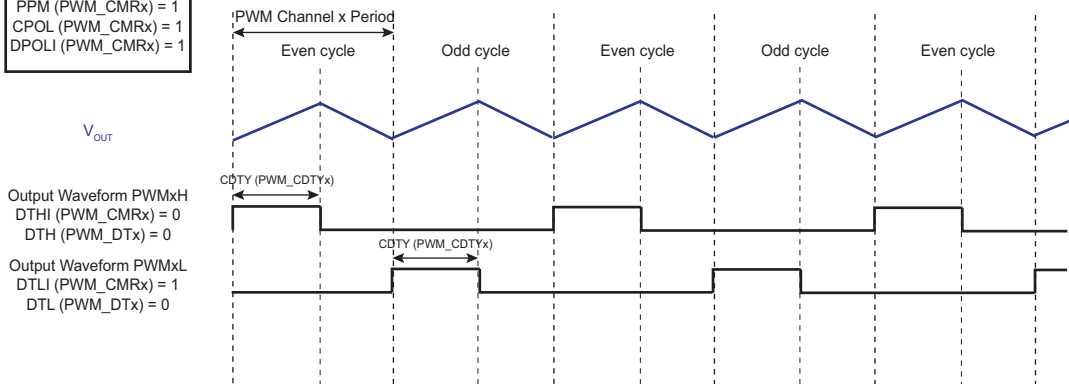 PPM (PWM_CMRx) = 1
CPOL (PWM_CMRx) = 1
DPOLI (PWM_CMRx) = 1
PWM Channel x Period
Even cycle
Odd cycle
Even cycle
Odd cycle
Even cycle
VOUT
CDTY (PWM_CDTYx)
Output Waveform PWMxH
DTHI (PWM_CMRx) = 0
DTH (PWM_DTx) = 0
CDTY (PWM_CDTYx)
Output Waveform PWMxL
DTLI (PWM_CMRx) = 1
DTL (PWM_DTx) = 0